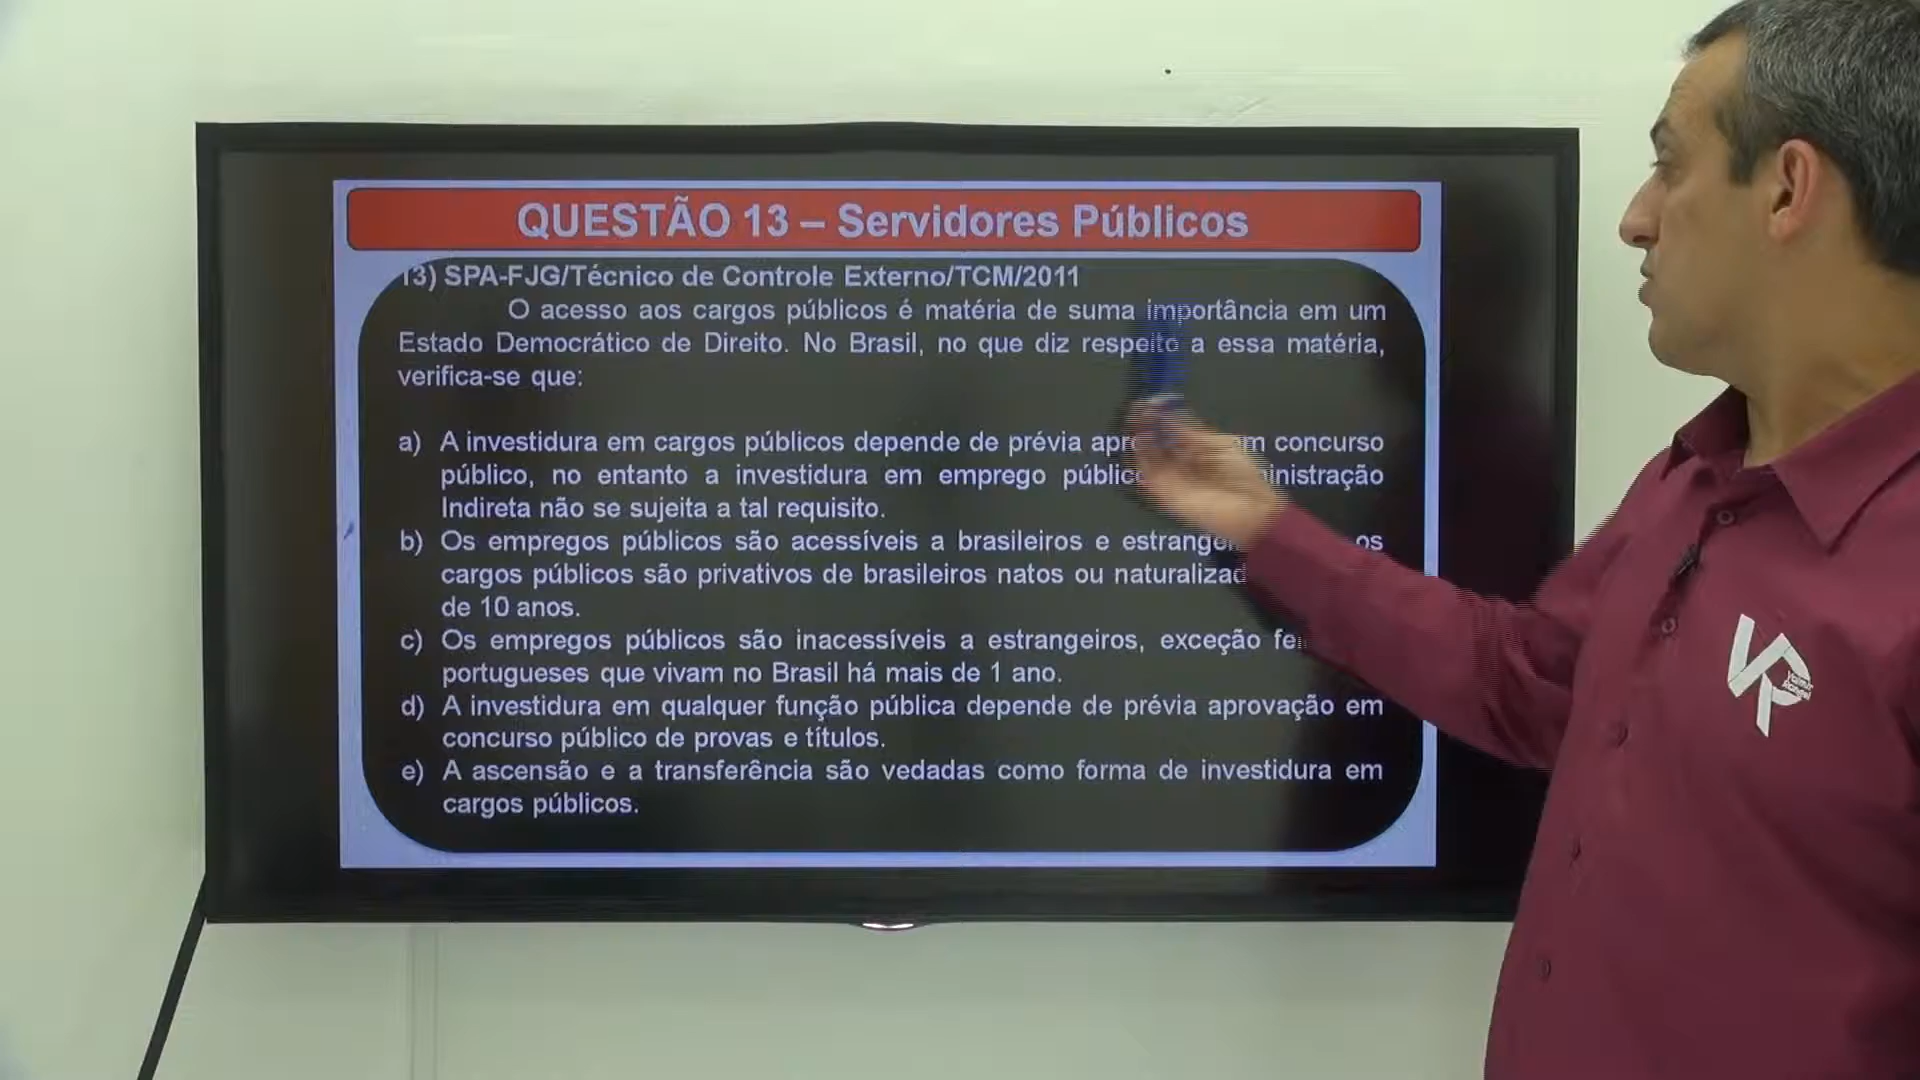 QUESTÃO 13 – Servidores Públicos
13) SPA-FJG/Técnico de Controle Externo/TCM/2011
O acesso aos cargos públicos é matéria de suma importância em um
Estado Democrático de Direito. No Brasil, no que diz respeito a essa matéria,
verifica-se que:
a) A investidura em cargos públicos depende de prévia concurso
público, no entanto a investidura em emprego
Indireta não se sujeita a tal requisito.
b) Os empregos públicos são acessíveis a brasileiros e os
cargos públicos são privativos de brasileiros natos ou
de 10 anos.
c) Os empregos públicos são inacessíveis a estrangeiros, exceção
portugueses que vivam no Brasil há mais de 1 ano.
d) A investidura em qualquer função pública depende de prévia aprovação em
concurso público de provas e títulos.
e) A ascensão e a transferência são vedadas como forma de investidura em
cargos públicos.
VR
Valmir
Rangel